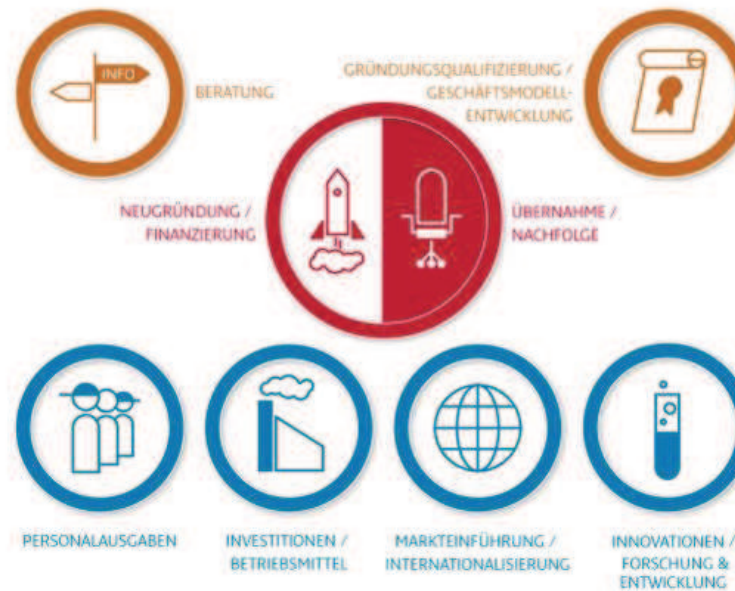 INFO
BERATUNG
GRÜNDUNGSQUALIFIZIERUNG /
GESCHÄFTSMODELL-
ENTWICKLUNG
NEUGRÜNDUNG /
FINANZIERUNG
ÜBERNAHME /
NACHFOLGE
PERSONALAUSGABEN
INVESTITIONEN /
BETRIEBSMITTEL
MARKTEINFÜHRUNG /
INTERNATIONALISIERUNG
INNOVATIONEN /
FORSCHUNG &
ENTWICKLUNG